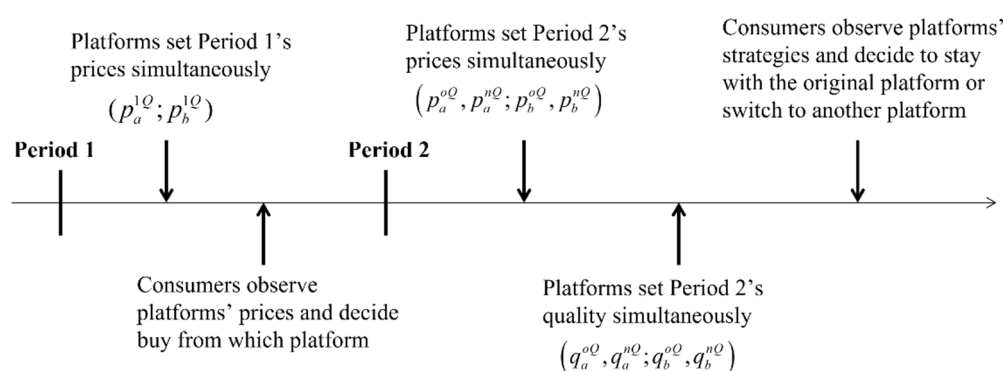 Platforms set Period 1's
prices simultaneously
(p_a^{1Q}; p_b^{1Q})
Platforms set Period 2's
prices simultaneously
(p_a^{oQ}, p_a^{nQ}; p_b^{oQ}, p_b^{nQ})
Consumers observe platforms'
strategies and decide to stay
with the original platform or
switch to another platform
Period 1
Period 2
Consumers observe
platforms' prices and decide
buy from which platform
Platforms set Period 2's
quality simultaneously
(q_a^{oQ}, q_a^{nQ}; q_b^{oQ}, q_b^{nQ})